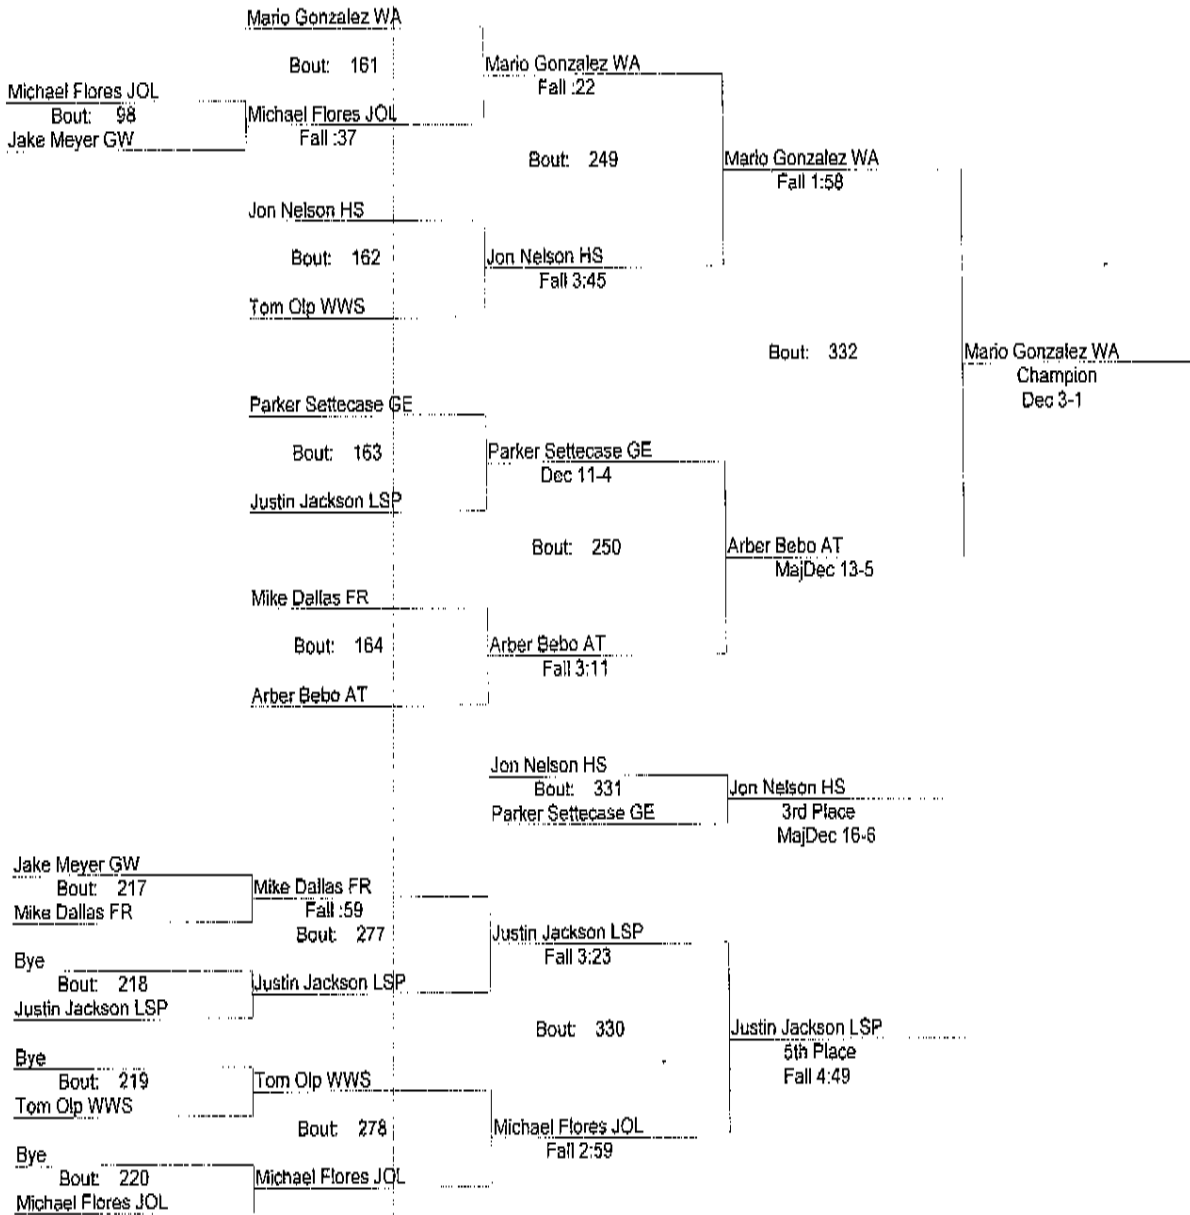 Mario Gonzalez WA
Bout: 161
Mario Gonzalez WA
Fall :22
Michael Flores JOL
Bout: 98
Jake Meyer GW
Michael Flores JOL
Fall :37
Bout: 249
Mario Gonzalez WA
Fall 1:58
Jon Nelson HS
Bout: 162
Jon Nelson HS
Fall 3:45
Tom Olp WWS
Bout: 332
Mario Gonzalez WA
Champion
Dec 3-1
Parker Settecase GE
Bout: 163
Parker Settecase GE
Dec 11-4
Justin Jackson LSP
Bout: 250
Arber Bebo AT
MajDec 13-5
Mike Dallas FR
Bout: 164
Arber Bebo AT
Fall 3:11
Arber Bebo AT
Jon Nelson HS
Bout: 331
Parker Settecase GE
Jon Nelson HS
3rd Place
MajDec 16-6
Jake Meyer GW
Bout: 217
Mike Dallas FR
Mike Dallas FR
Fall :59
Bout: 277
Justin Jackson LSP
Fall 3:23
Bye
Bout: 218
Justin Jackson LSP
Justin Jackson LSP
Bout: 330
Justin Jackson LSP
5th Place
Fall 4:49
Bye
Bout: 219
Tom Olp WWS
Tom Olp WWS
Bout: 278
Michael Flores JOL
Fall 2:59
Bye
Bout: 220
Michael Flores JOL
Michael Flores JOL